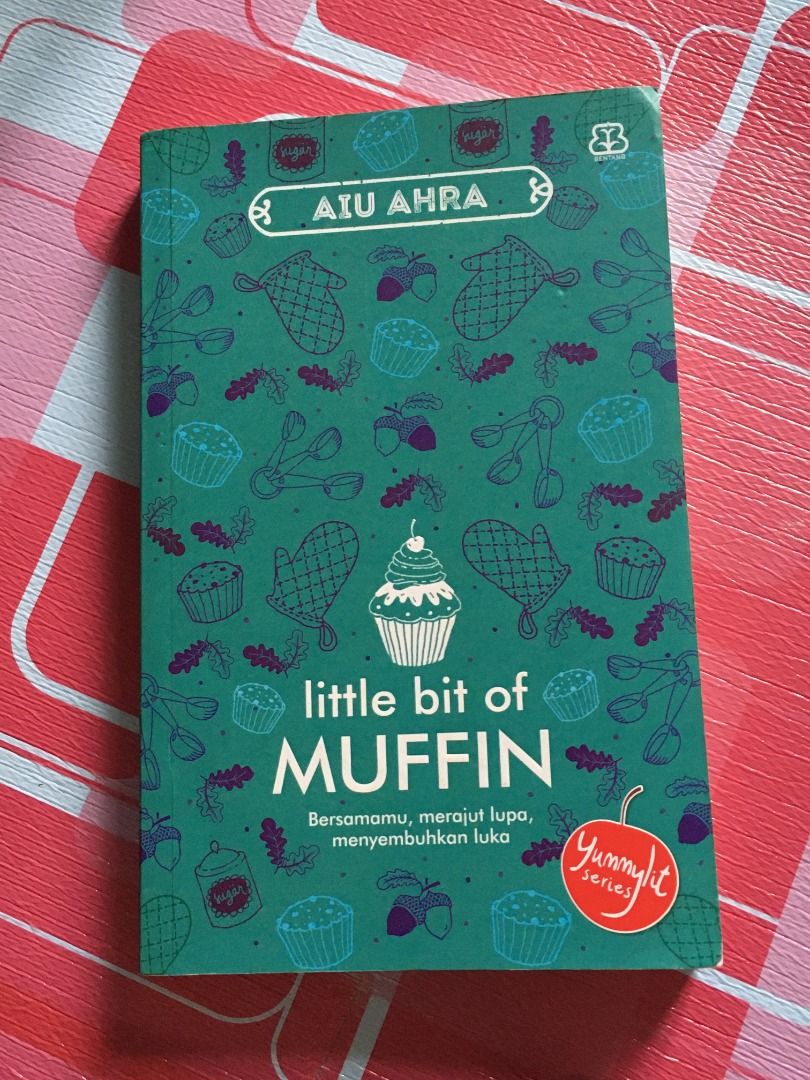 sugar
sugar
BENTANG
AIU AHRA
little bit of
MUFFIN
Bersamamu, merajut lupa,
menyembuhkan luka
yummylit
series
sugar